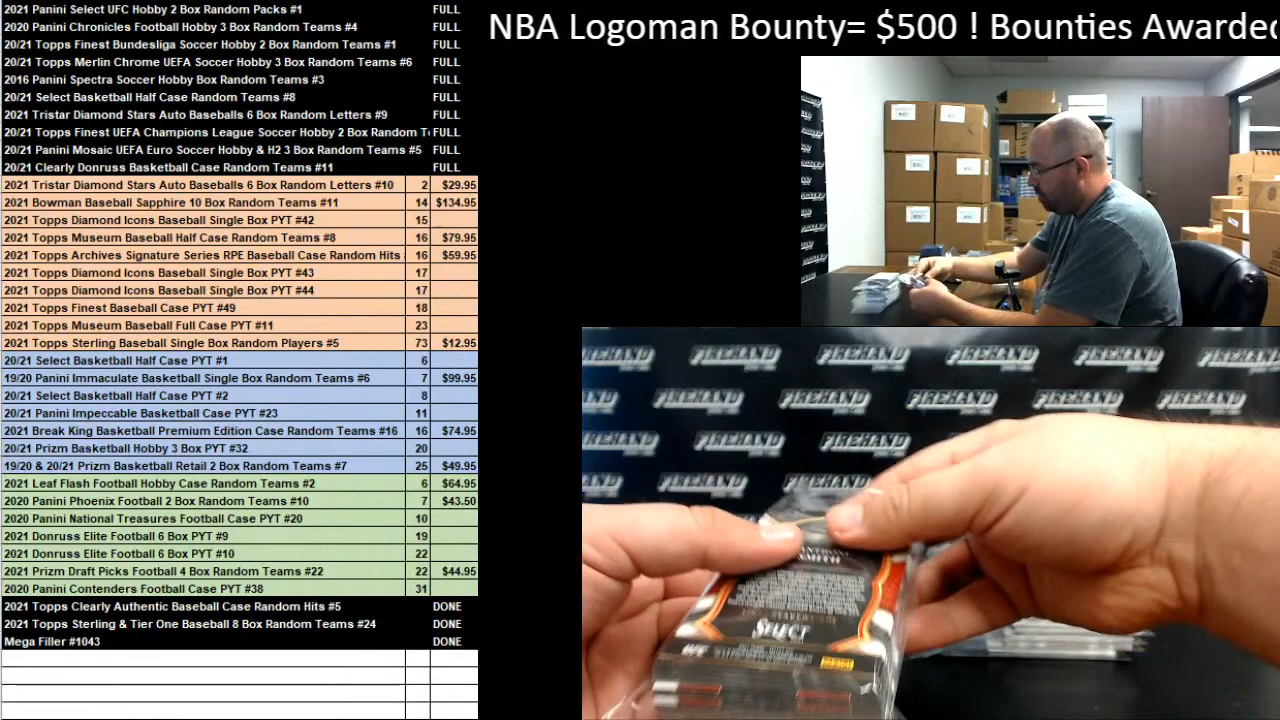 2021 Panini Select UFC Hobby 2 Box Random Packs #1 FULL
2020 Panini Chronicles Football Hobby 3 Box Random Teams #4 FULL
20/21 Topps Finest Bundesliga Soccer Hobby 2 Box Random Teams #1 FULL
20/21 Topps Merlin Chrome UEFA Soccer Hobby 3 Box Random Teams #6 FULL
2016 Panini Spectra Soccer Hobby Box Random Teams #3 FULL
20/21 Select Basketball Half Case Random Teams #8 FULL
2021 Tristar Diamond Stars Auto Baseballs 6 Box Random Letters #9 FULL
20/21 Topps Finest UEFA Champions League Soccer Hobby 2 Box Random T FULL
20/21 Panini Mosaic UEFA Euro Soccer Hobby & H2 3 Box Random Teams #5 FULL
20/21 Clearly Donruss Basketball Case Random Teams #11 FULL
2021 Tristar Diamond Stars Auto Baseballs 6 Box Random Letters #10 2 $29.95
2021 Bowman Baseball Sapphire 10 Box Random Teams #11 14 $134.95
2021 Topps Diamond Icons Baseball Single Box PYT #42 15
2021 Topps Museum Baseball Half Case Random Teams #8 16 $79.95
2021 Topps Archives Signature Series RPE Baseball Case Random Hits 16 $59.95
2021 Topps Diamond Icons Baseball Single Box PYT #43 17
2021 Topps Diamond Icons Baseball Single Box PYT #44 17
2021 Topps Finest Baseball Case PYT #49 18
2021 Topps Museum Baseball Full Case PYT #11 23
2021 Topps Sterling Baseball Single Box Random Players #5 73 $12.95
20/21 Select Basketball Half Case PYT #1 6
19/20 Panini Immaculate Basketball Single Box Random Teams #6 7 $99.95
20/21 Select Basketball Half Case PYT #2 8
20/21 Panini Impeccable Basketball Case PYT #23 11
2021 Break King Basketball Premium Edition Case Random Teams #16 16 $74.95
20/21 Prizm Basketball Hobby 3 Box PYT #32 20
19/20 & 20/21 Prizm Basketball Retail 2 Box Random Teams #7 25 $49.95
2021 Leaf Flash Football Hobby Case Random Teams #2 6 $64.95
2020 Panini Phoenix Football 2 Box Random Teams #10 7 $43.50
2020 Panini National Treasures Football Case PYT #20 10
2021 Donruss Elite Football 6 Box PYT #9 19
2021 Donruss Elite Football 6 Box PYT #10 22
2021 Prizm Draft Picks Football 4 Box Random Teams #22 22 $44.95
2020 Panini Contenders Football Case PYT #38 31
2021 Topps Clearly Authentic Baseball Case Random Hits #5 DONE
2021 Topps Sterling & Tier One Baseball 8 Box Random Teams #24 DONE
Mega Filler #1043 DONE
NBA Logoman Bounty= $500 ! Bounties Awarded
FIREHAND FIREHAND FIREHAND FIREHAND FIREHAND
FIREHAND FIREHAND FIREHAND FIREHAND
FIREHAND FIREHAND FIREHAND
FIREHAND
SMITH
SELECT